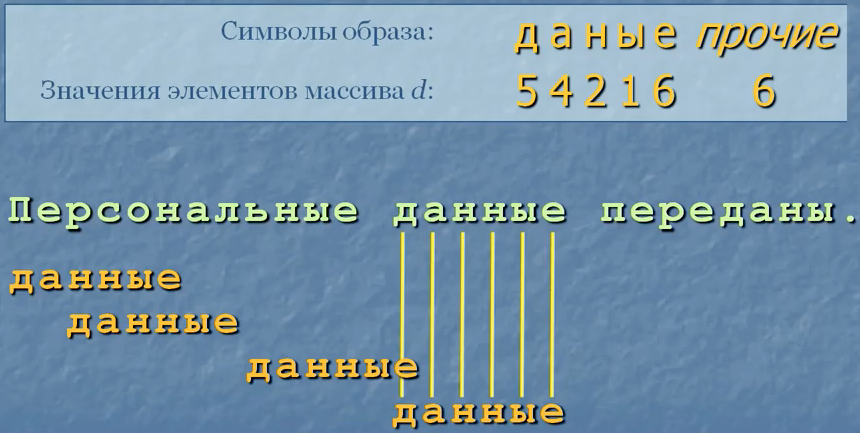 Символы образа: д а н ы е прочие
Значения элементов массива d: 5 4 2 1 6 6
Персональные данные переданы.
данные
данные
данные
данные